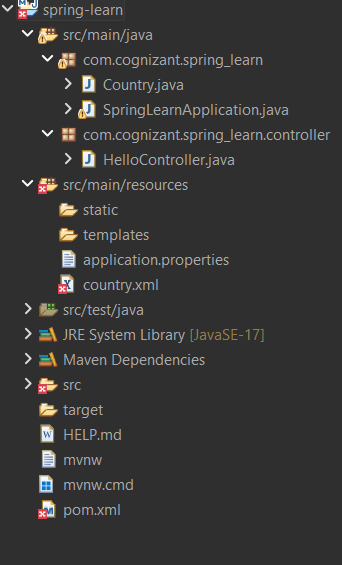 spring-learn
src/main/java
com.cognizant.spring_learn
Country.java
SpringLearnApplication.java
com.cognizant.spring_learn.controller
HelloController.java
src/main/resources
static
templates
application.properties
country.xml
src/test/java
JRE System Library [JavaSE-17]
Maven Dependencies
src
target
HELP.md
mvnw
mvnw.cmd
pom.xml